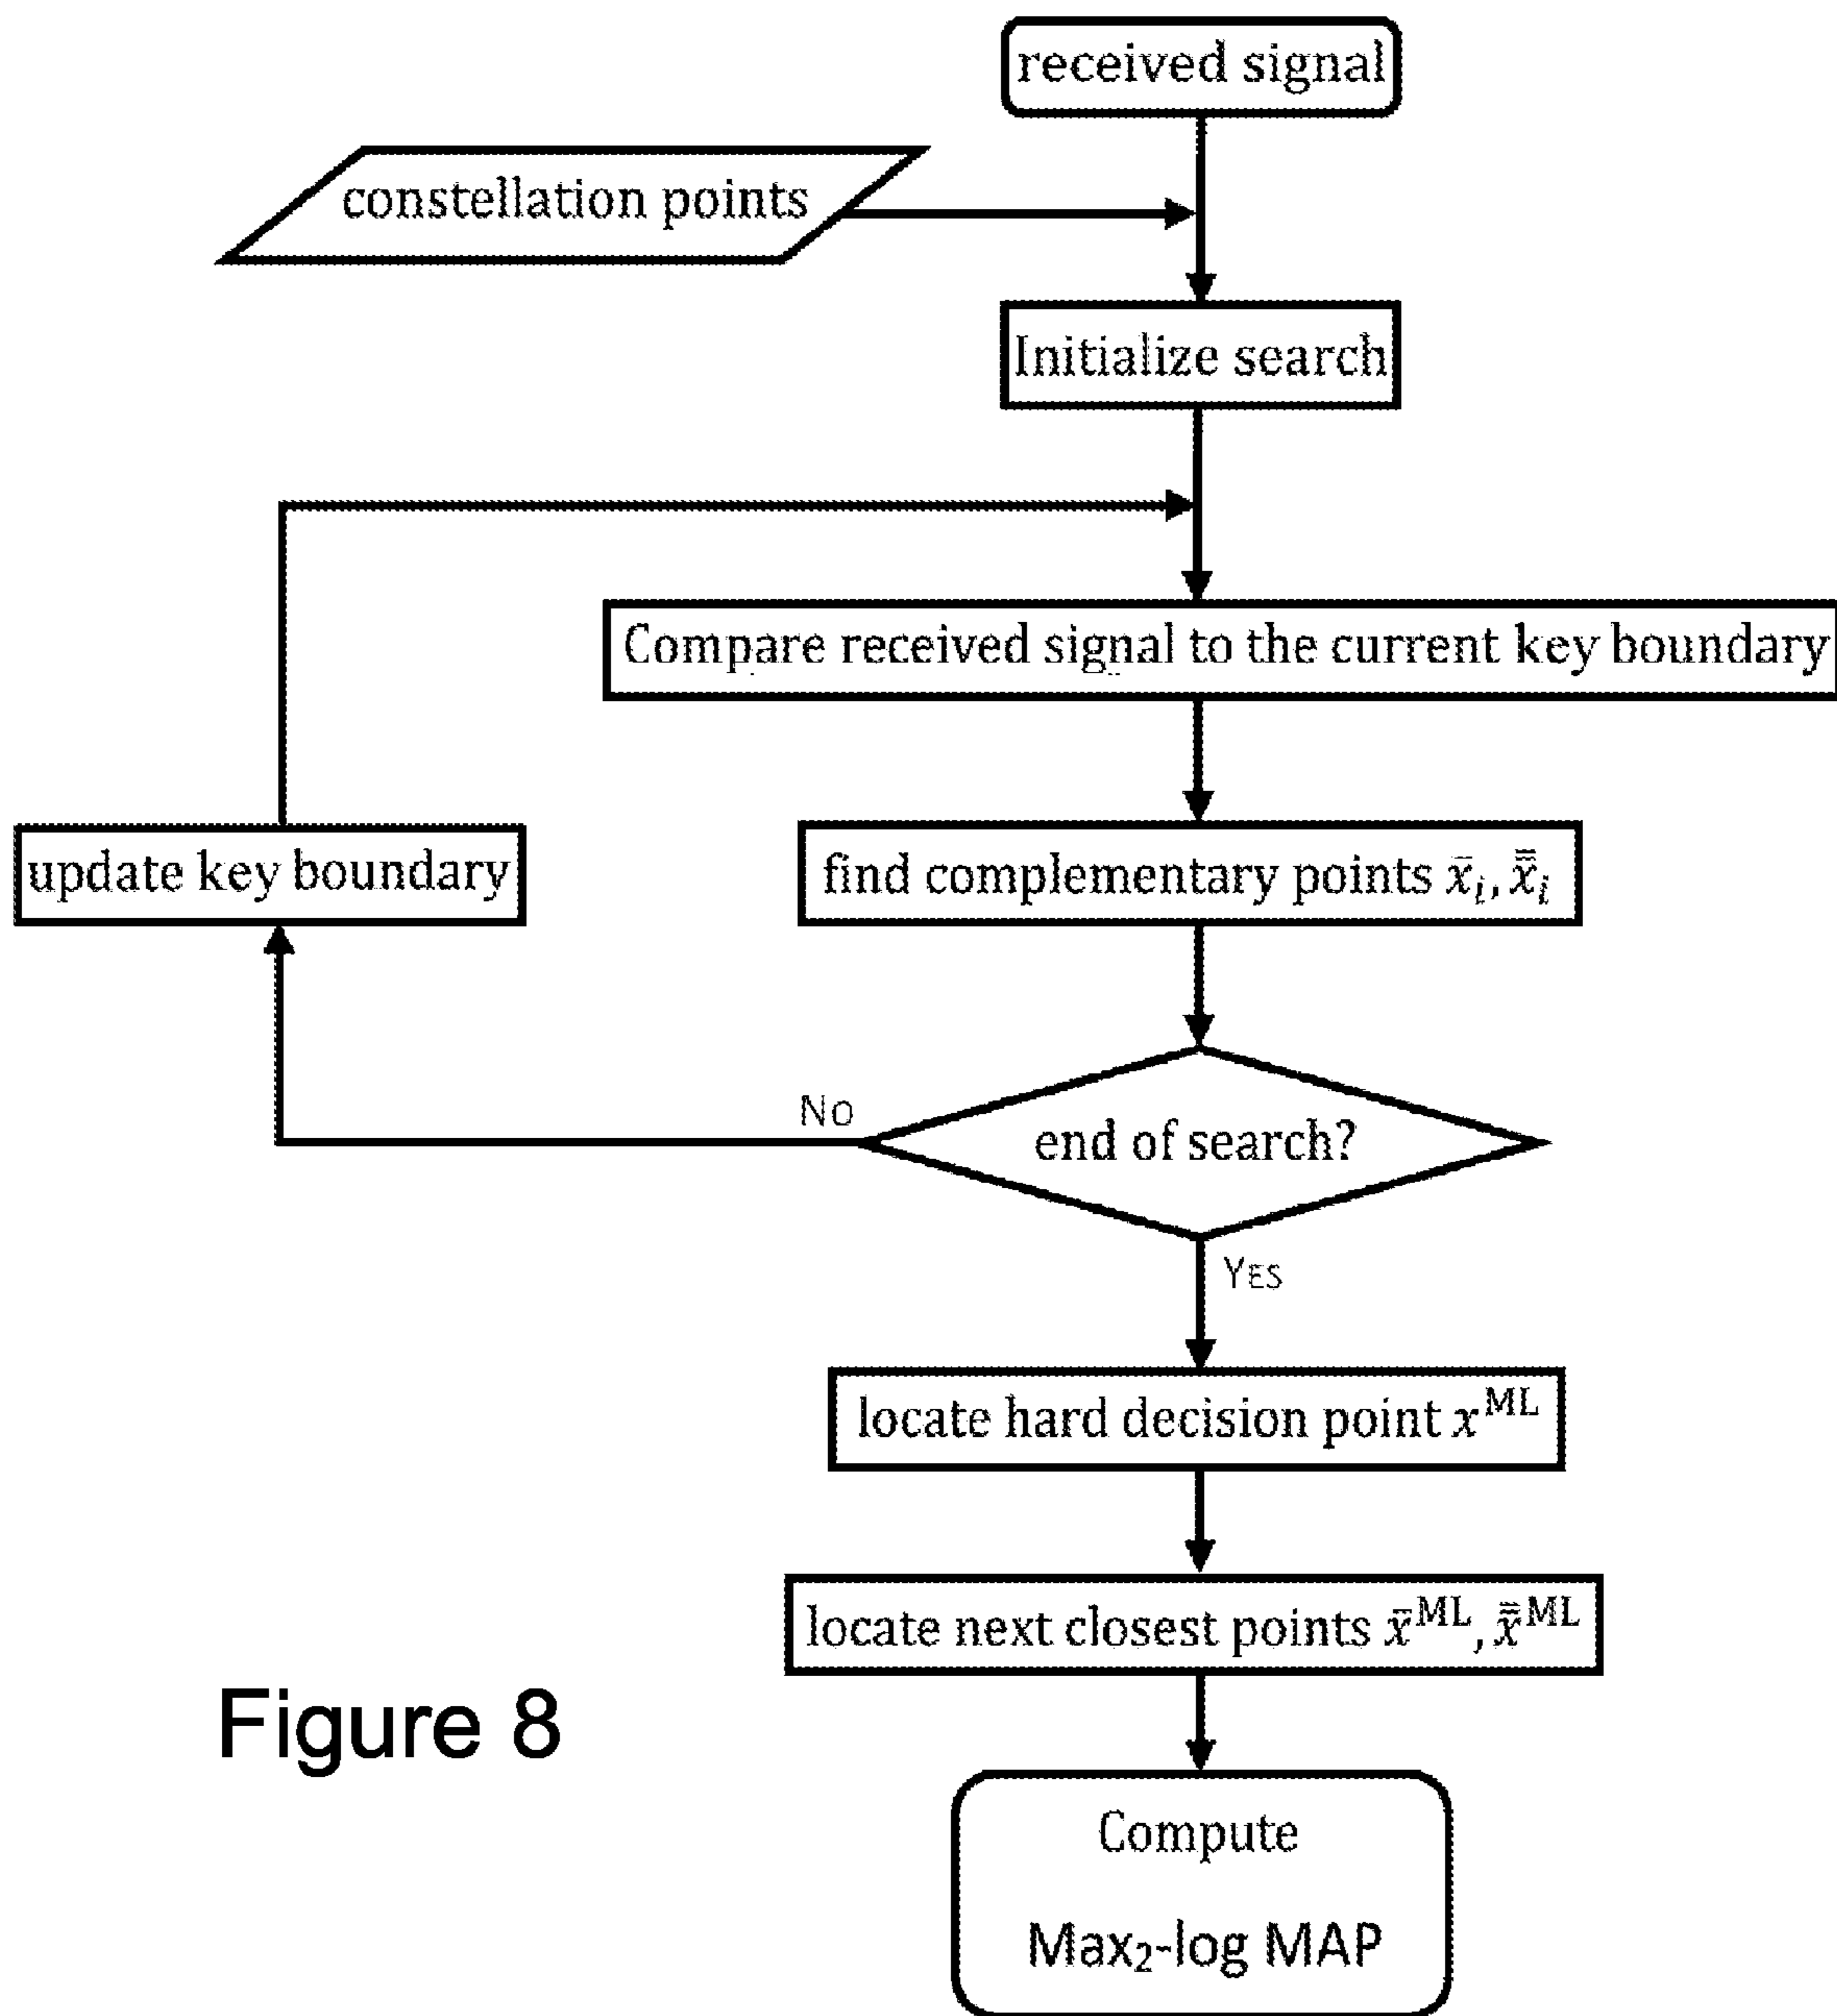 received signal
constellation points
Initialize search
Compare received signal to the current key boundary
update key boundary
find complementary points x̄ᵢ, x̿ᵢ
No
end of search?
Yes
locate hard decision point x^ML
locate next closest points x̄^ML, x̿^ML
Figure 8
Compute
Max₂-log MAP